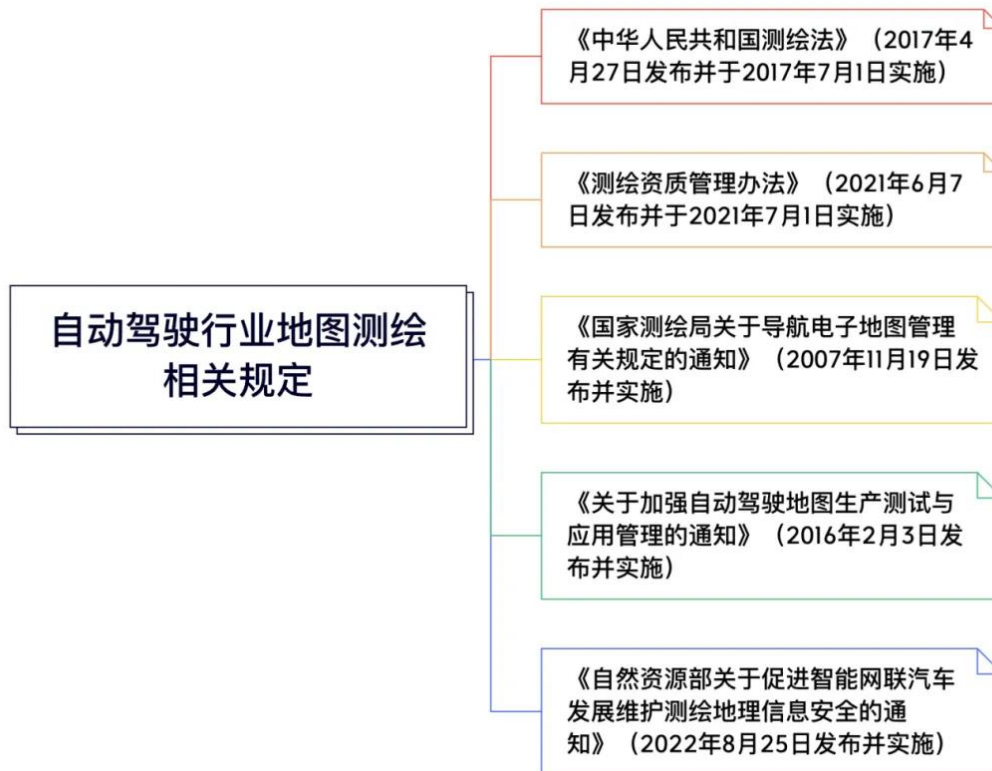 自动驾驶行业地图测绘
相关规定
《中华人民共和国测绘法》（2017年4
月27日发布并于2017年7月1日实施）
《测绘资质管理办法》（2021年6月7
日发布并于2021年7月1日实施）
《国家测绘局关于导航电子地图管理
有关规定的通知》（2007年11月19日发
布并实施）
《关于加强自动驾驶地图生产测试与
应用管理的通知》（2016年2月3日发
布并实施）
《自然资源部关于促进智能网联汽车
发展维护测绘地理信息安全的通
知》（2022年8月25日发布并实施）